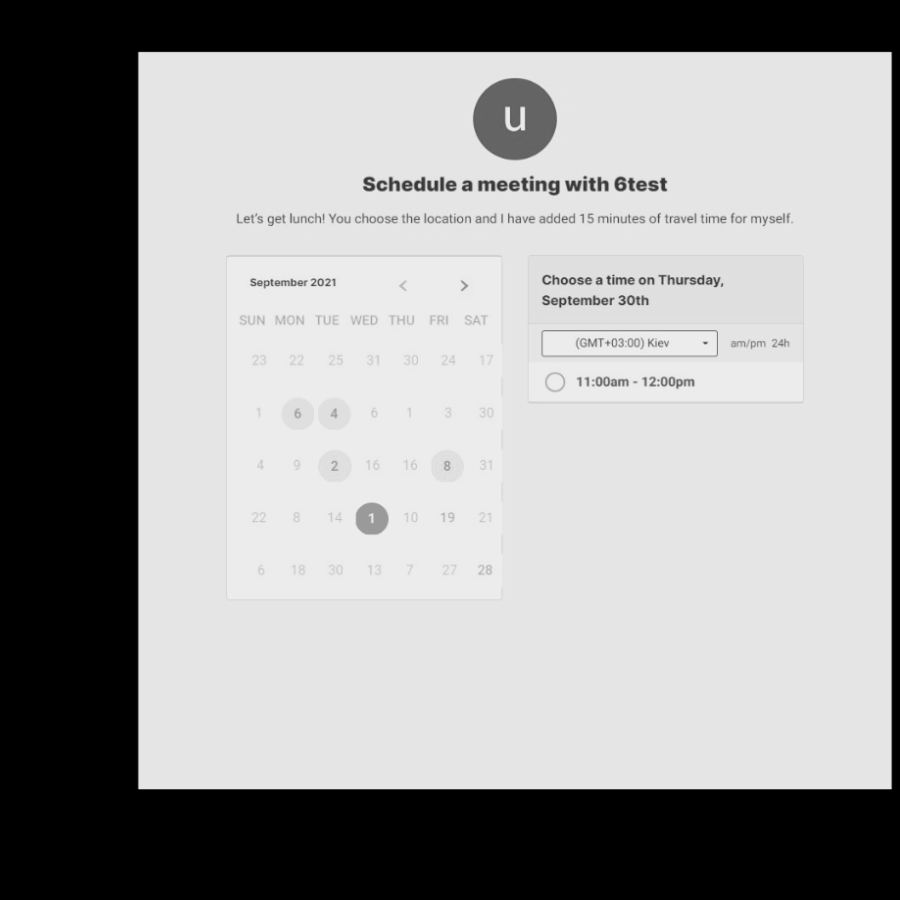 u
Schedule a meeting with 6test
Let's get lunch! You choose the location and I have added 15 minutes of travel time for myself.
September 2021
SUN MON TUE WED THU FRI SAT
23 22 25 31 30 24 17
1 6 4 6 1 3 30
4 9 2 16 16 8 31
22 8 14 1 10 19 21
6 18 30 13 7 27 28
Choose a time on Thursday,
September 30th
(GMT+03:00) Kiev am/pm 24h
11:00am - 12:00pm